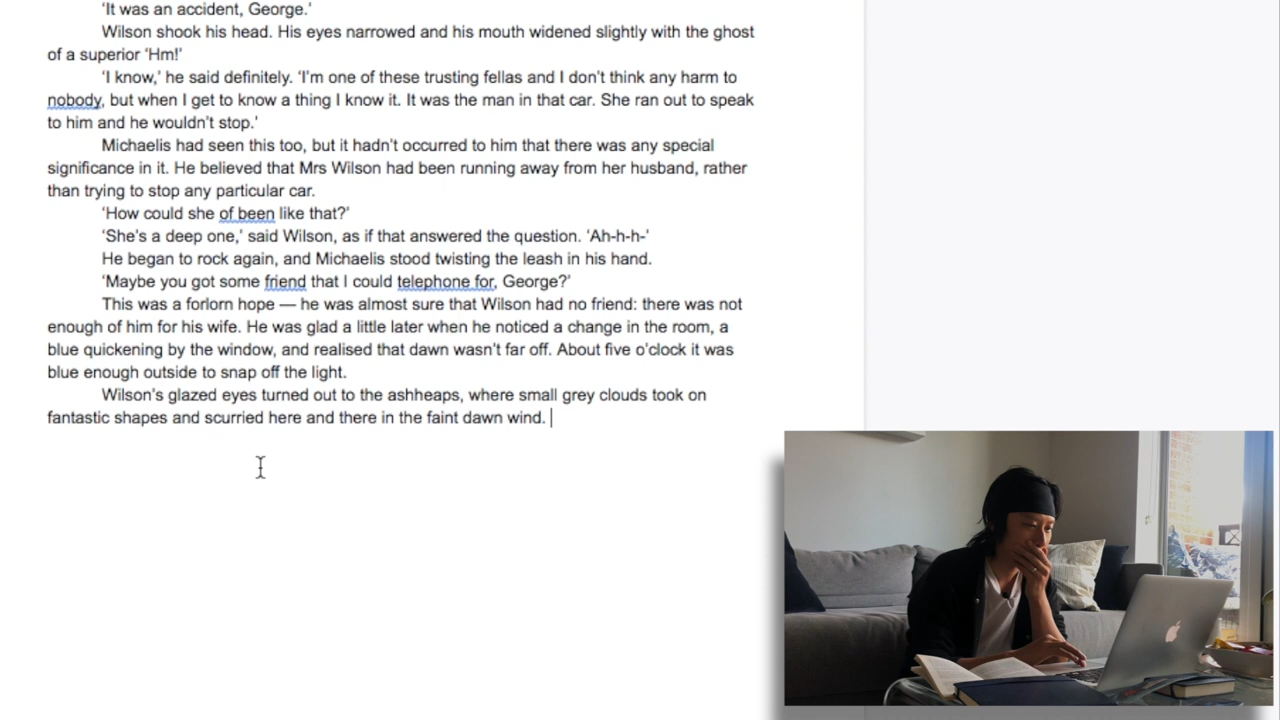 ‘It was an accident, George.’
Wilson shook his head. His eyes narrowed and his mouth widened slightly with the ghost
of a superior ‘Hm!’
‘I know,’ he said definitely. ‘I’m one of these trusting fellas and I don’t think any harm to
nobody, but when I get to know a thing I know it. It was the man in that car. She ran out to speak
to him and he wouldn’t stop.’
Michaelis had seen this too, but it hadn’t occurred to him that there was any special
significance in it. He believed that Mrs Wilson had been running away from her husband, rather
than trying to stop any particular car.
‘How could she of been like that?’
‘She’s a deep one,’ said Wilson, as if that answered the question. ‘Ah-h-h-’
He began to rock again, and Michaelis stood twisting the leash in his hand.
‘Maybe you got some friend that I could telephone for, George?’
This was a forlorn hope — he was almost sure that Wilson had no friend: there was not
enough of him for his wife. He was glad a little later when he noticed a change in the room, a
blue quickening by the window, and realised that dawn wasn’t far off. About five o’clock it was
blue enough outside to snap off the light.
Wilson’s glazed eyes turned out to the ashheaps, where small grey clouds took on
fantastic shapes and scurried here and there in the faint dawn wind.